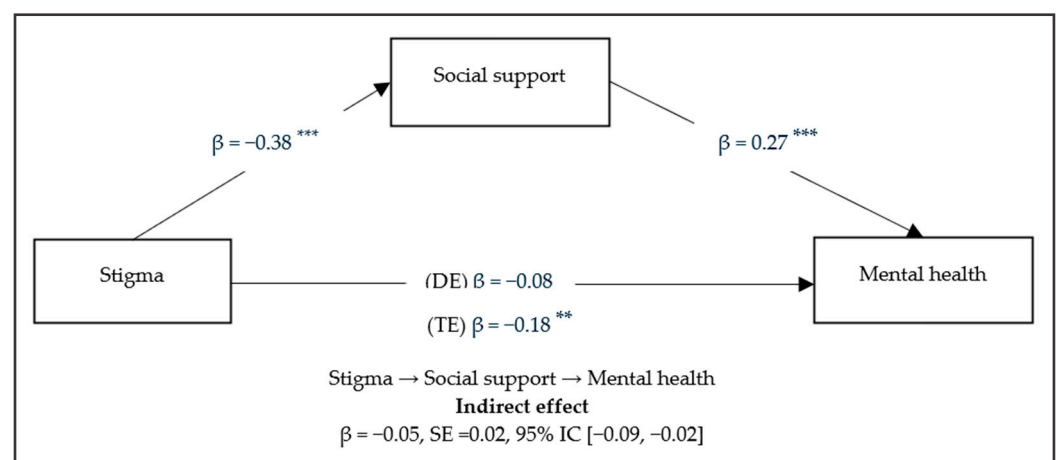 Social support
β = −0.38 ***
β = 0.27 ***
Stigma
Mental health
(DE) β = −0.08
(TE) β = −0.18 **
Stigma → Social support → Mental health
Indirect effect
β = −0.05, SE =0.02, 95% IC [−0.09, −0.02]